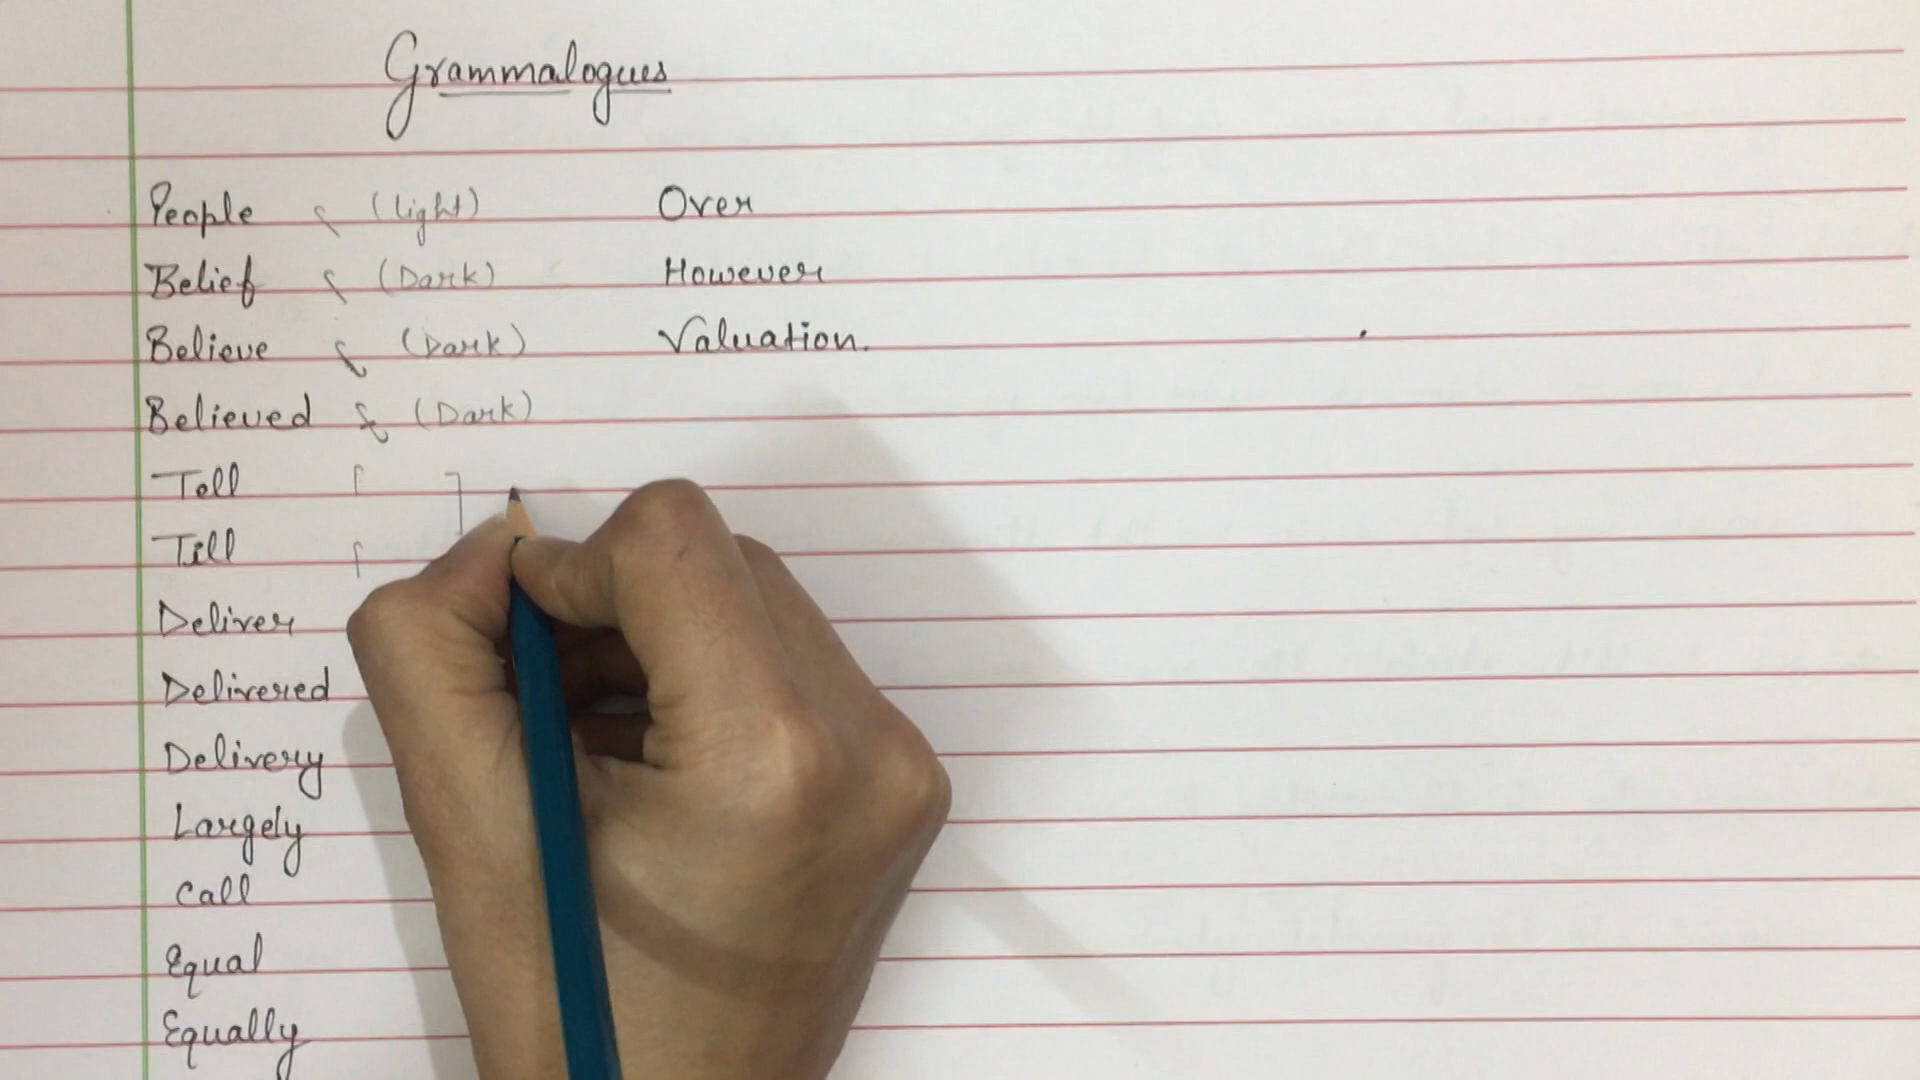 Grammalogues
People (light) Over
Belief (Dark) However
Believe (Dark) Valuation.
Believed (Dark)
Tell
Till
Deliver
Delivered
Delivery
Largely
Call
Equal
Equally